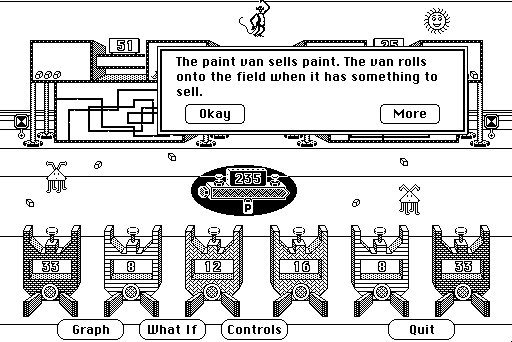 51
25
The paint van sells paint. The van rolls
onto the field when it has something to
sell.
Okay More
235
P
33 8 12 16 8 33
Graph What If Controls Quit